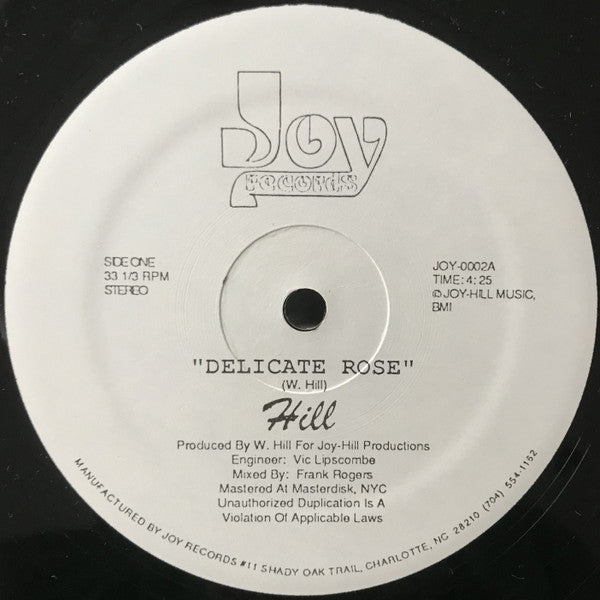 Joy
records
SIDE ONE
33 1/3 RPM
STEREO
JOY-0002A
TIME: 4: 25
© JOY-HILL MUSIC,
BMI
"DELICATE ROSE"
(W. Hill)
Hill
Produced By W. Hill For Joy-Hill Productions
Engineer: Vic Lipscombe
Mixed By: Frank Rogers
Mastered At Masterdisk, NYC
Unauthorized Duplication Is A
Violation Of Applicable Laws
MANUFACTURED BY JOY RECORDS #11 SHADY OAK TRAIL, CHARLOTTE, NC 28210 (704) 554-1152